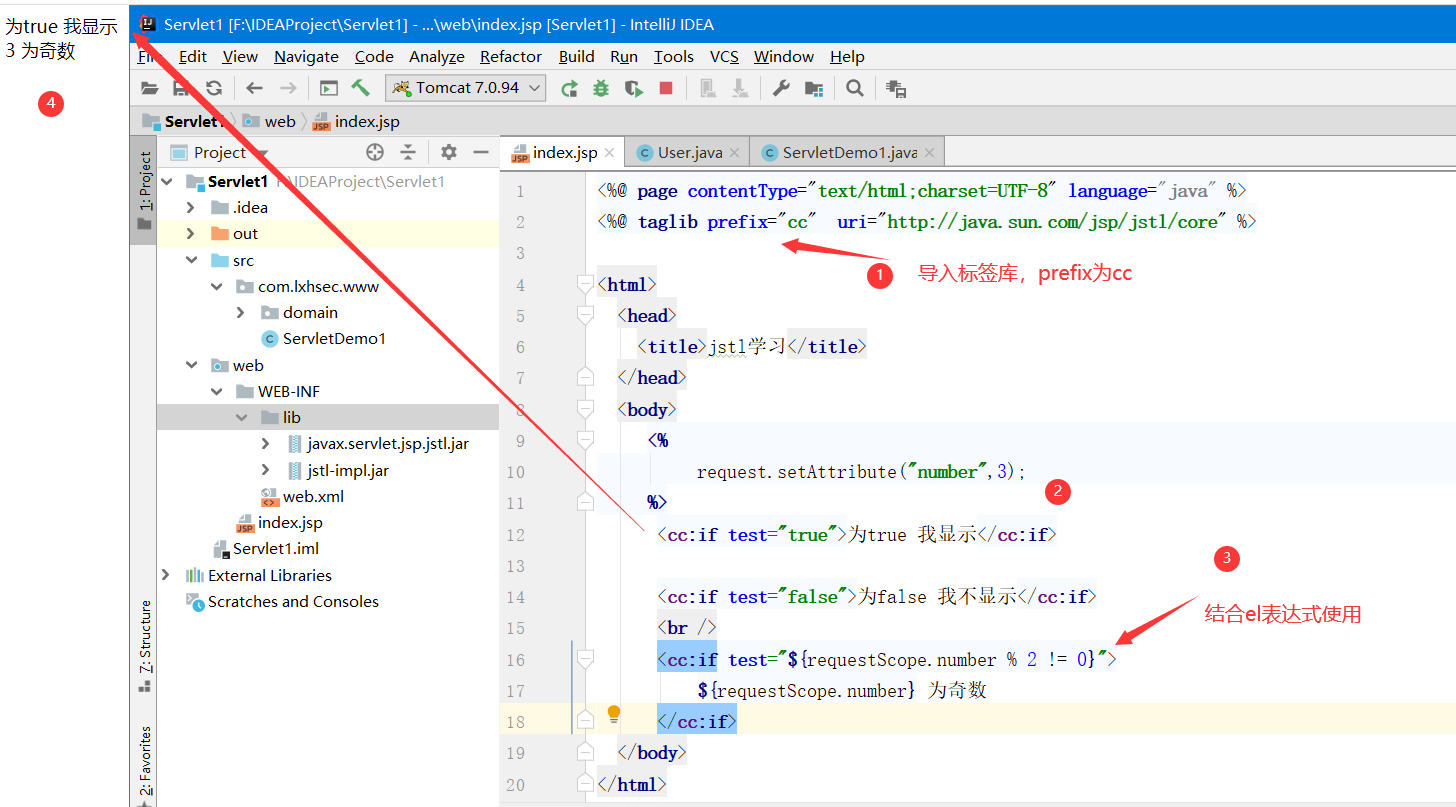 为true 我显示
3 为奇数
4
Servlet1 [F:\IDEAProject\Servlet1] - ...\web\index.jsp [Servlet1] - IntelliJ IDEA
Edit View Navigate Code Analyze Refactor Build Run Tools VCS Window Help
Tomcat 7.0.94
Servlet1 web index.jsp
Project
index.jsp User.java ServletDemo1.java
1: Project
Servlet1 F:\IDEAProject\Servlet1
.idea
out
src
com.lxhsec.www
domain
ServletDemo1
web
WEB-INF
lib
javax.servlet.jsp.jstl.jar
jstl-impl.jar
web.xml
index.jsp
Servlet1.iml
External Libraries
Scratches and Consoles
7: Structure
2: Favorites
1 <%@ page contentType="text/html;charset=UTF-8" language="java" %>
2 <%@ taglib prefix="cc"  uri="http://java.sun.com/jsp/jstl/core" %>
3
1 导入标签库，prefix为cc
4 <html>
5 <head>
6 <title>jstl学习</title>
7 </head>
8 <body>
9 <%
10 request.setAttribute("number",3);
11 %>
2
12 <cc:if test="true">为true 我显示</cc:if>
13
3
14 <cc:if test="false">为false 我不显示</cc:if>
结合el表达式使用
15 <br />
16 <cc:if test="${requestScope.number % 2 != 0}">
17 ${requestScope.number} 为奇数
18 </cc:if>
19 </body>
20 </html>